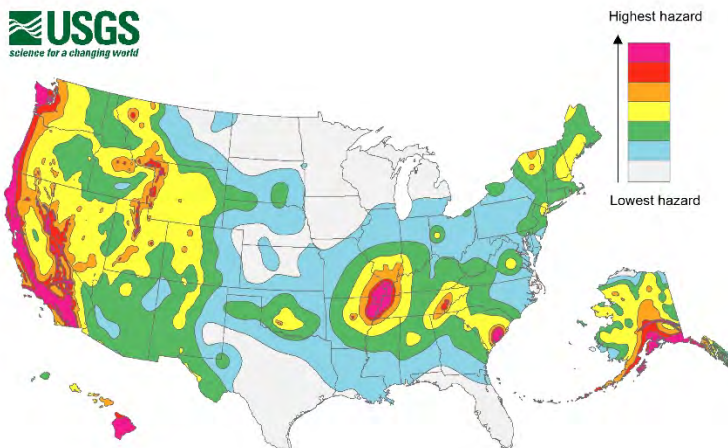 USGS
science for a changing world
Highest hazard
Lowest hazard